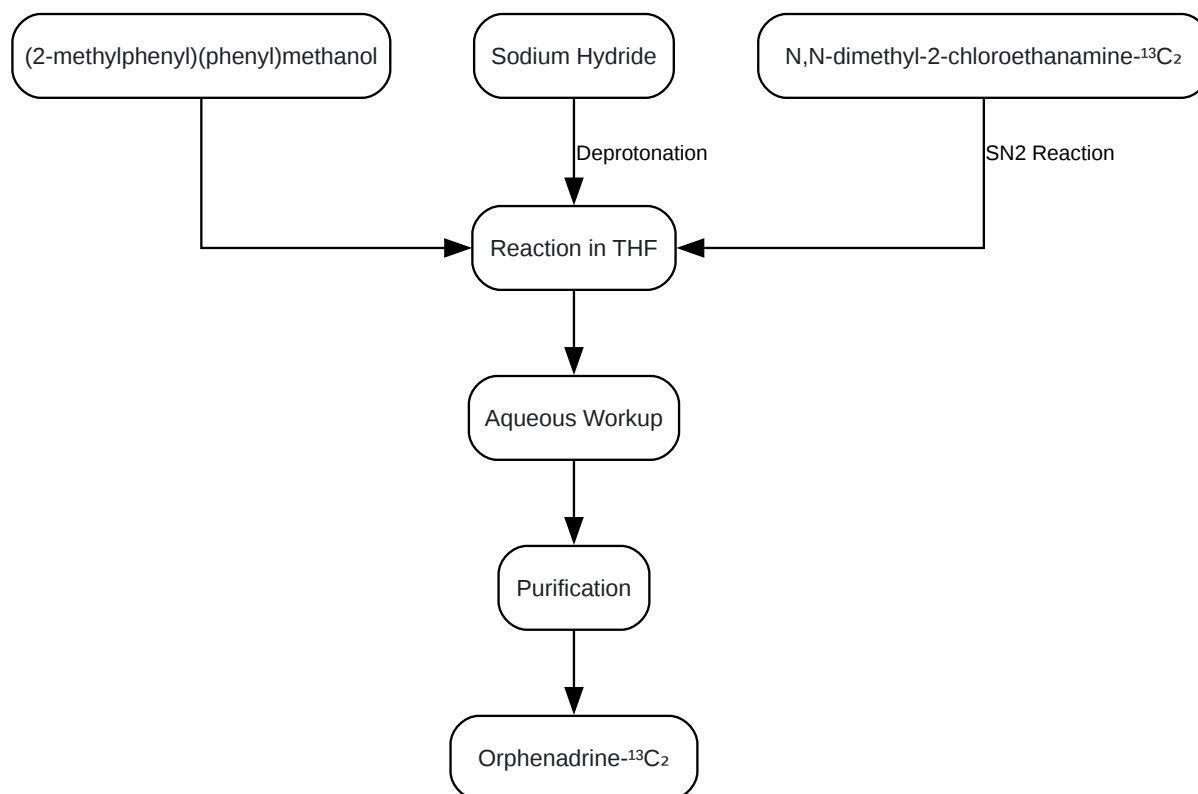 (2-methylphenyl)(phenyl)methanol
Sodium Hydride
N,N-dimethyl-2-chloroethanamine-¹³C₂
Deprotonation
SN2 Reaction
Reaction in THF
Aqueous Workup
Purification
Orphenadrine-¹³C₂